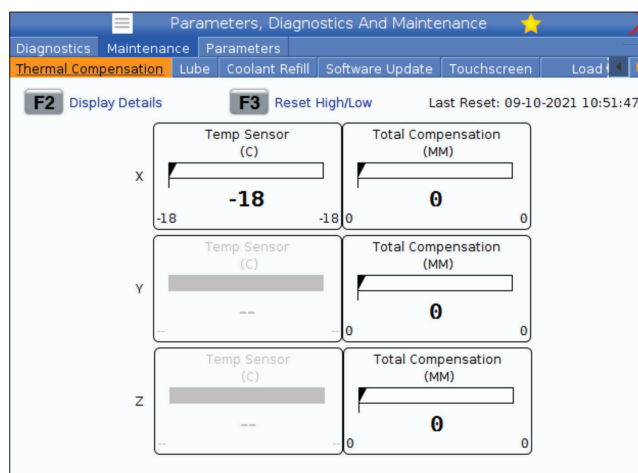 Parameters, Diagnostics And Maintenance
Diagnostics Maintenance Parameters
Thermal Compensation Lube Coolant Refill Software Update Touchscreen Load
F2 Display Details F3 Reset High/Low Last Reset: 09-10-2021 10:51:47
Temp Sensor Total Compensation
(C) (MM)
X
-18 0
-18 -18 0 0
Temp Sensor Total Compensation
(C) (MM)
Y
-- 0
-- -- 0 0
Temp Sensor Total Compensation
(C) (MM)
Z
-- 0
-- -- 0 0